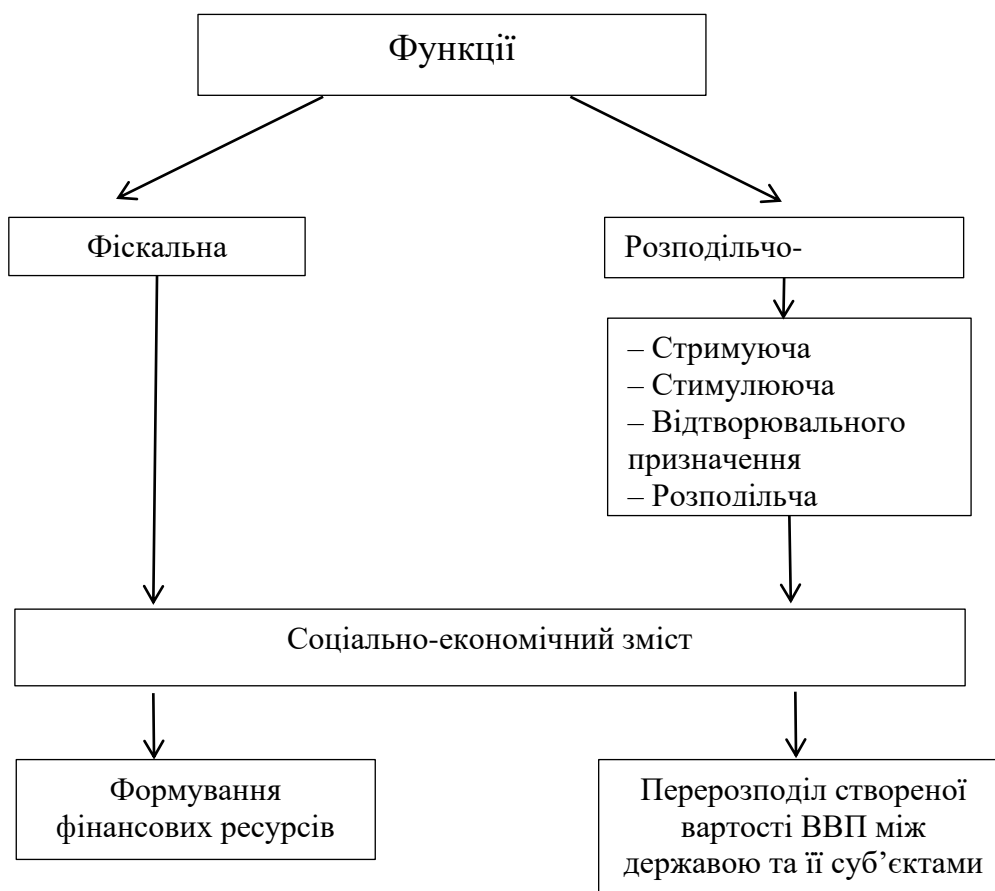 Функції
Фіскальна
Розподільчо-
– Стримуюча
– Стимулююча
– Відтворювального
призначення
– Розподільча
Соціально-економічний зміст
Формування
фінансових ресурсів
Перерозподіл створеної
вартості ВВП між
державою та її суб’єктами